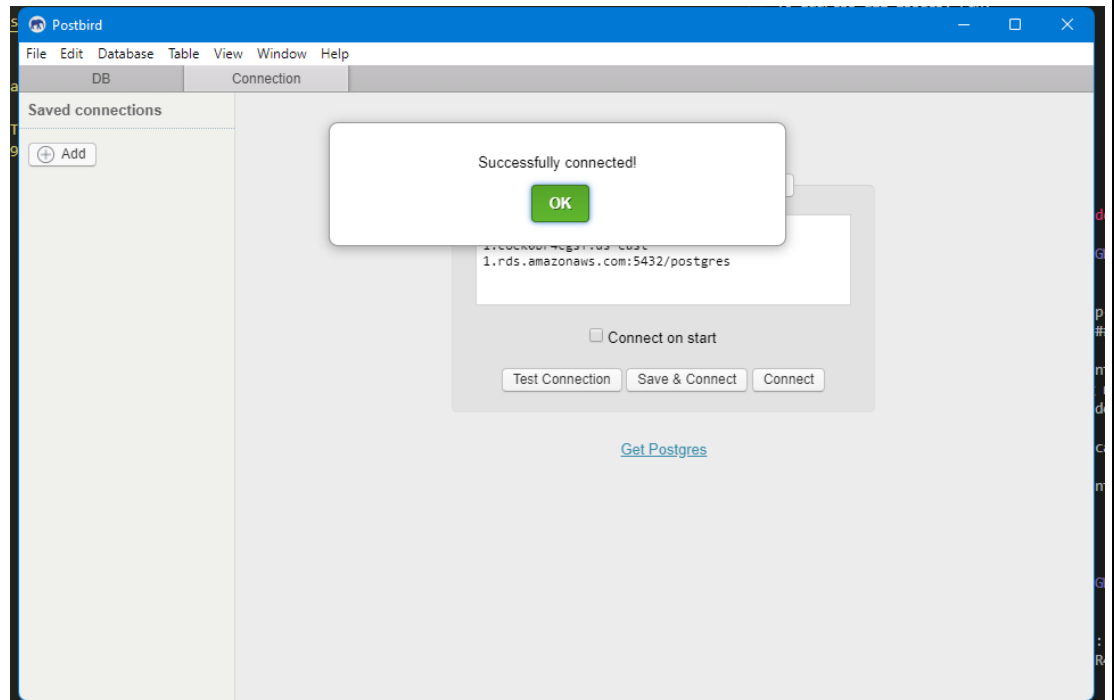 Postbird
File Edit Database Table View Window Help
DB Connection
Saved connections
Add
Successfully connected!
OK
1.rds.amazonaws.com:5432/postgres
Connect on start
Test Connection Save & Connect Connect
Get Postgres